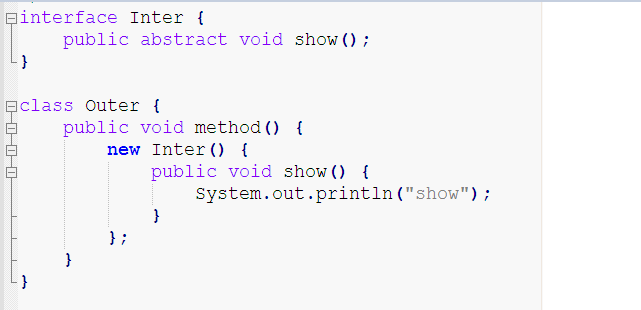 interface Inter {
    public abstract void show();
}
class Outer {
    public void method() {
        new Inter() {
            public void show() {
                System.out.println("show");
            }
        };
    }
}